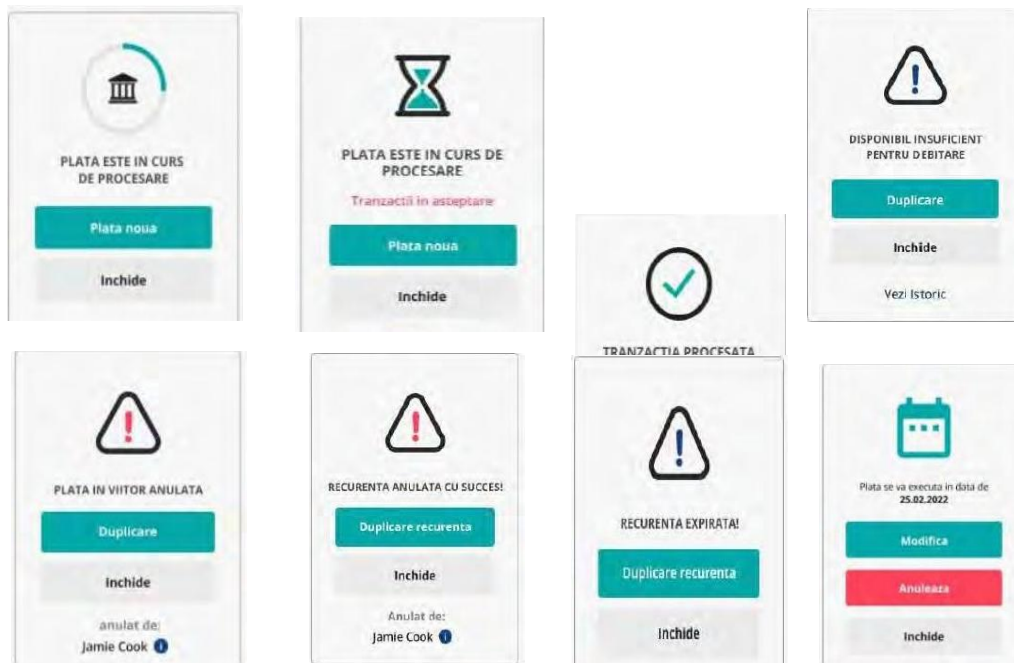 PLATA ESTE IN CURS
DE PROCESARE
Plata noua
Inchide
PLATA ESTE IN CURS DE
PROCESARE
Tranzactii in asteptare
Plata noua
Inchide
TRANZACTIA PROCESATA
DISPONIBIL INSUFICIENT
PENTRU DEBITARE
Duplicare
Inchide
Vezi Istoric
PLATA IN VIITOR ANULATA
Duplicare
Inchide
anulat de:
Jamie Cook
RECURENTA ANULATA CU SUCCES!
Duplicare recurenta
Inchide
Anulat de:
Jamie Cook
RECURENTA EXPIRATA!
Duplicare recurenta
Inchide
Plata se va executa in data de
25.02.2022
Modifica
Anuleaza
Inchide